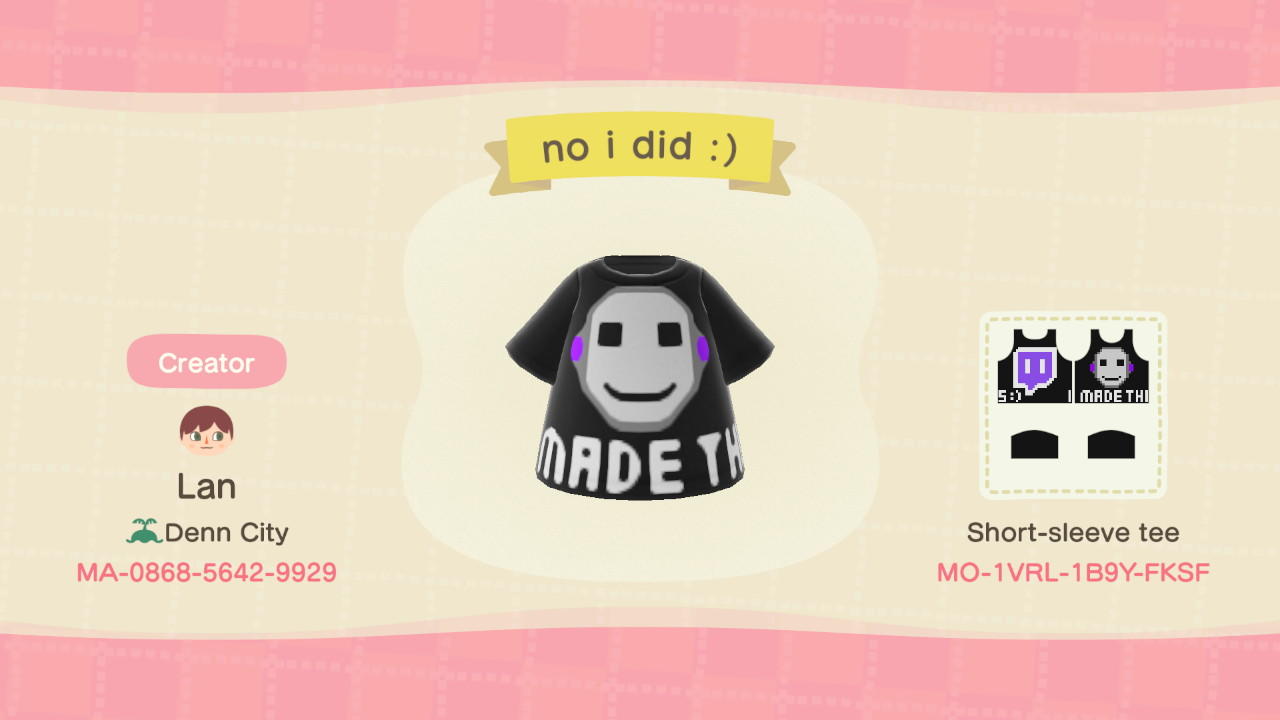 no i did :)
MADE TH
Creator
Lan
Denn City
MA-0868-5642-9929
S:) I MADE THI
Short-sleeve tee
MO-1VRL-1B9Y-FKSF